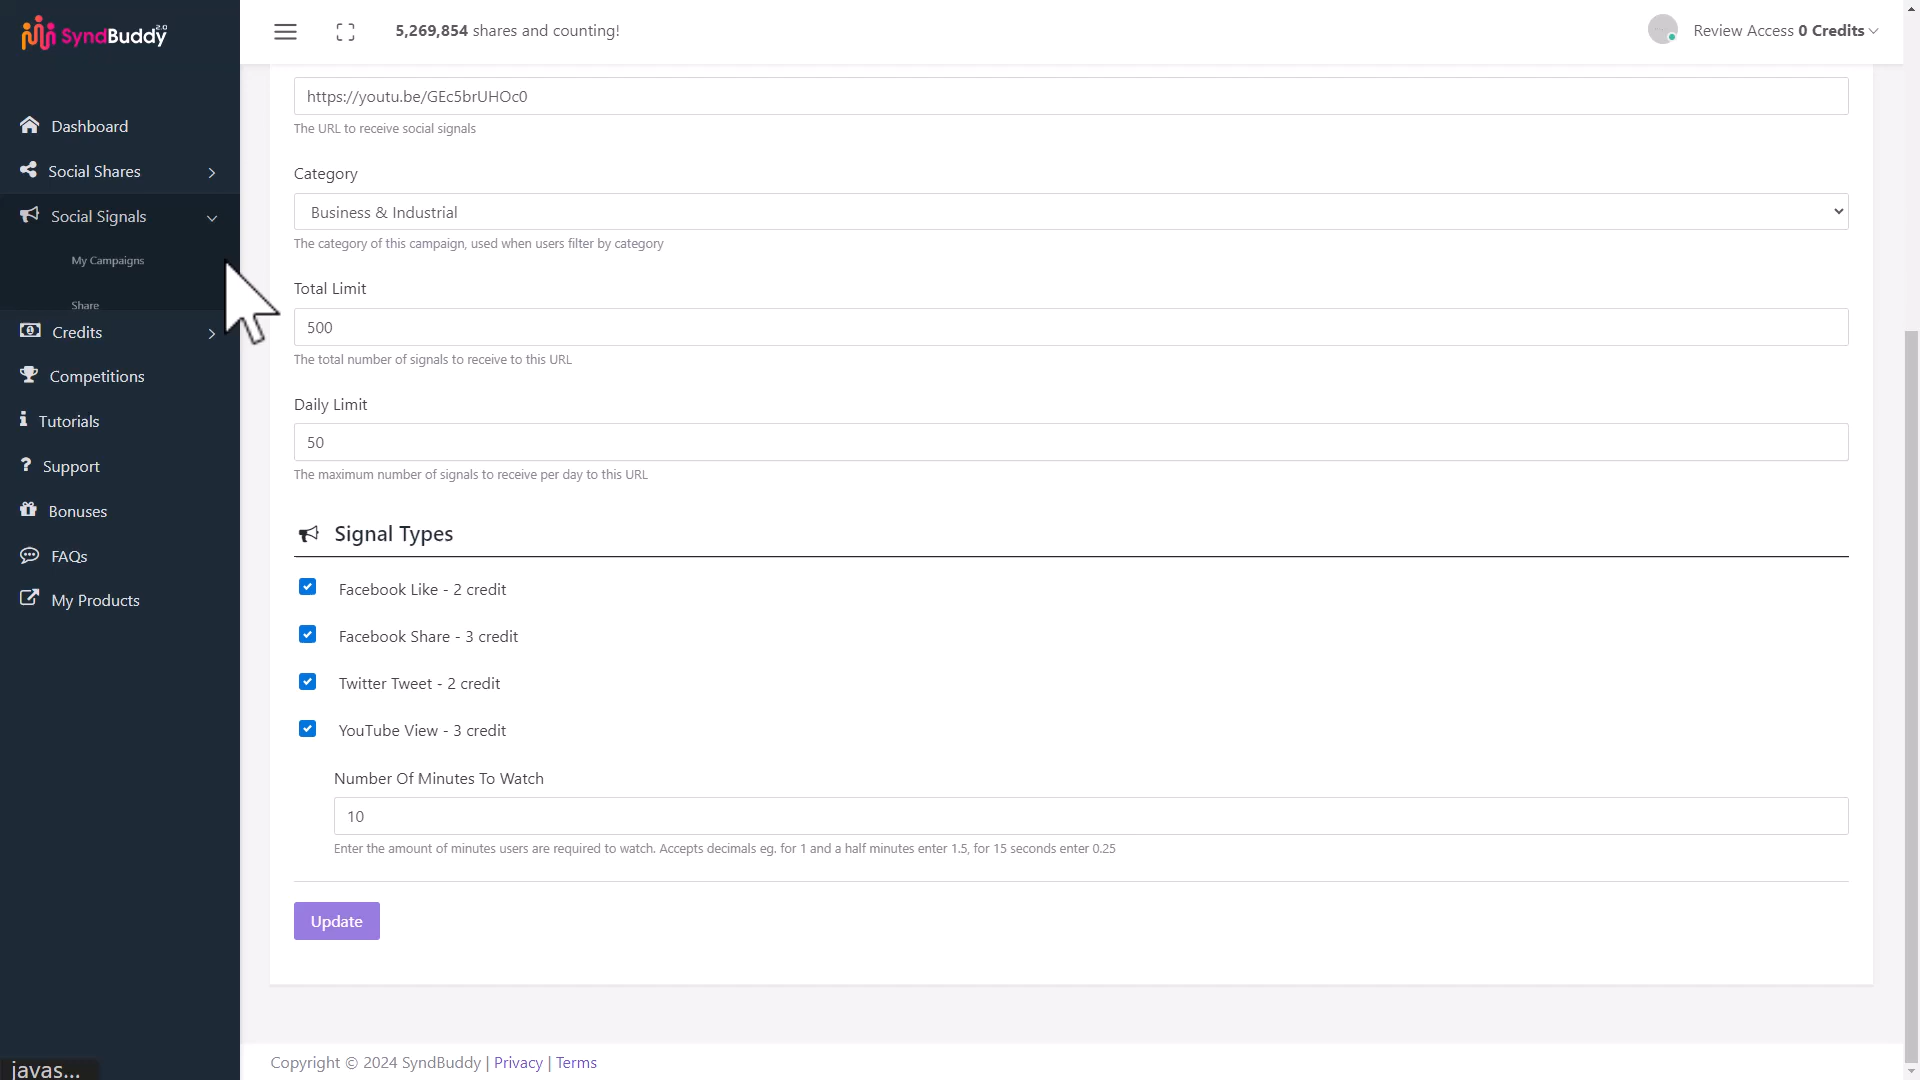 SyndBuddy 2.0
5,269,854 shares and counting!
Review Access 0 Credits
Dashboard
Social Shares
Social Signals
My Campaigns
Share
Credits
Competitions
Tutorials
Support
Bonuses
FAQs
My Products
https://youtu.be/GEc5brUHOc0
The URL to receive social signals
Category
Business & Industrial
The category of this campaign, used when users filter by category
Total Limit
500
The total number of signals to receive to this URL
Daily Limit
50
The maximum number of signals to receive per day to this URL
Signal Types
Facebook Like - 2 credit
Facebook Share - 3 credit
Twitter Tweet - 2 credit
YouTube View - 3 credit
Number Of Minutes To Watch
10
Enter the amount of minutes users are required to watch. Accepts decimals eg. for 1 and a half minutes enter 1.5, for 15 seconds enter 0.25
Update
Copyright © 2024 SyndBuddy | Privacy | Terms
javas...